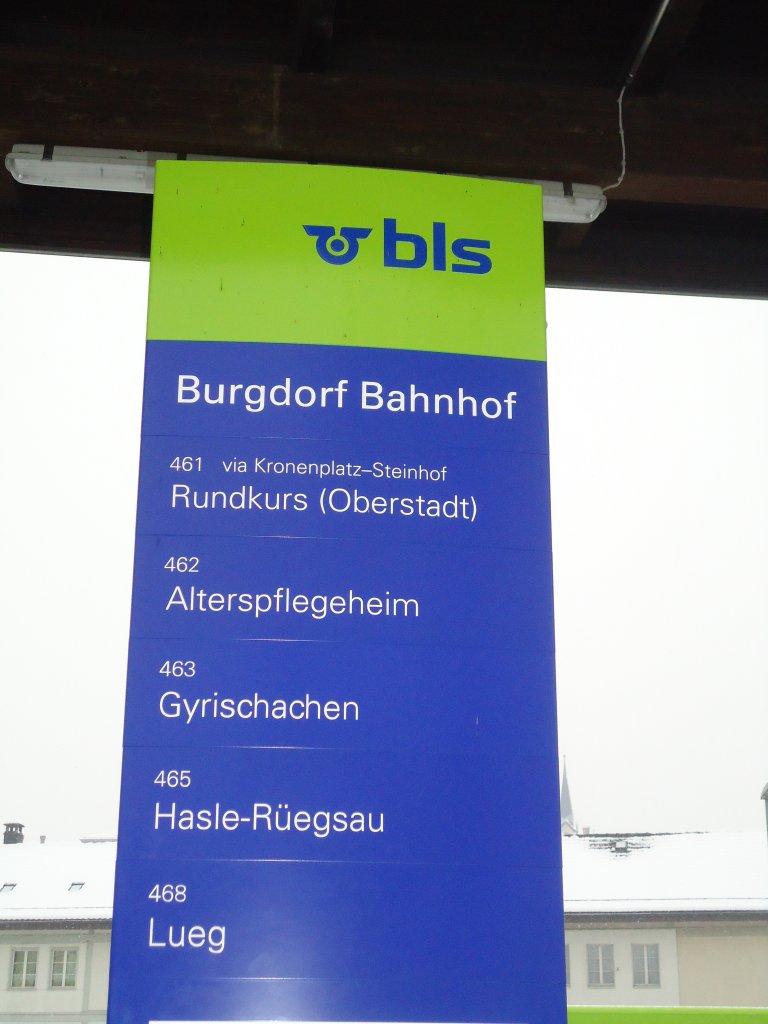 bls
Burgdorf Bahnhof
461 via Kronenplatz–Steinhof
Rundkurs (Oberstadt)
462
Alterspflegeheim
463
Gyrischachen
465
Hasle-Rüegsau
468
Lueg